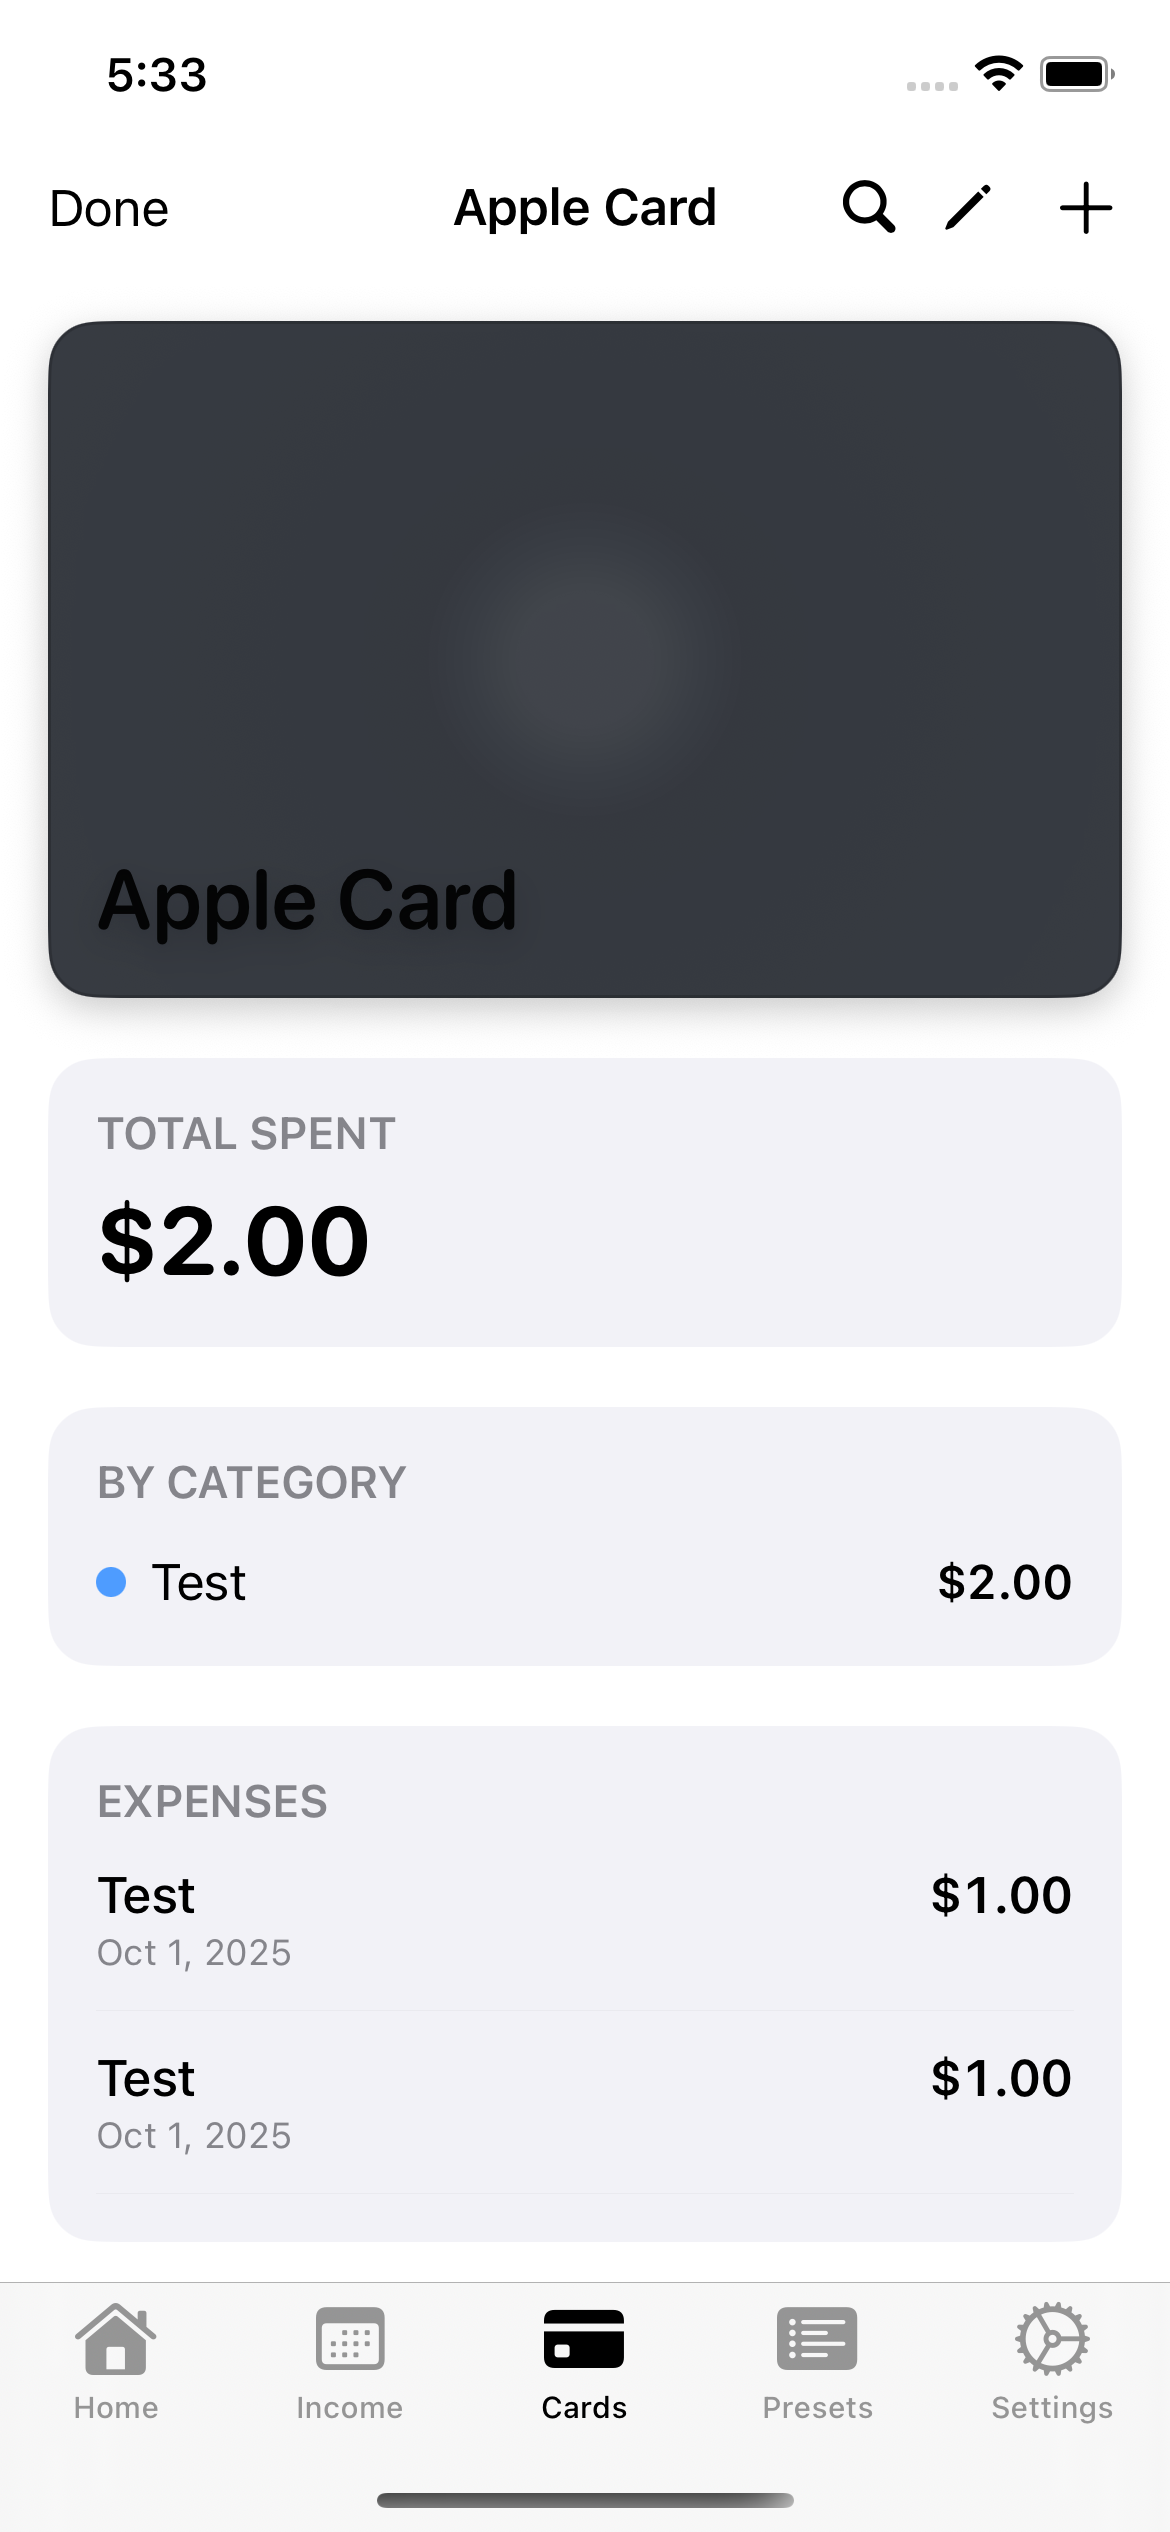 5:33
Done
Apple Card
Apple Card
TOTAL SPENT
$2.00
BY CATEGORY
Test $2.00
EXPENSES
Test $1.00
Oct 1, 2025
Test $1.00
Oct 1, 2025
Home Income Cards Presets Settings